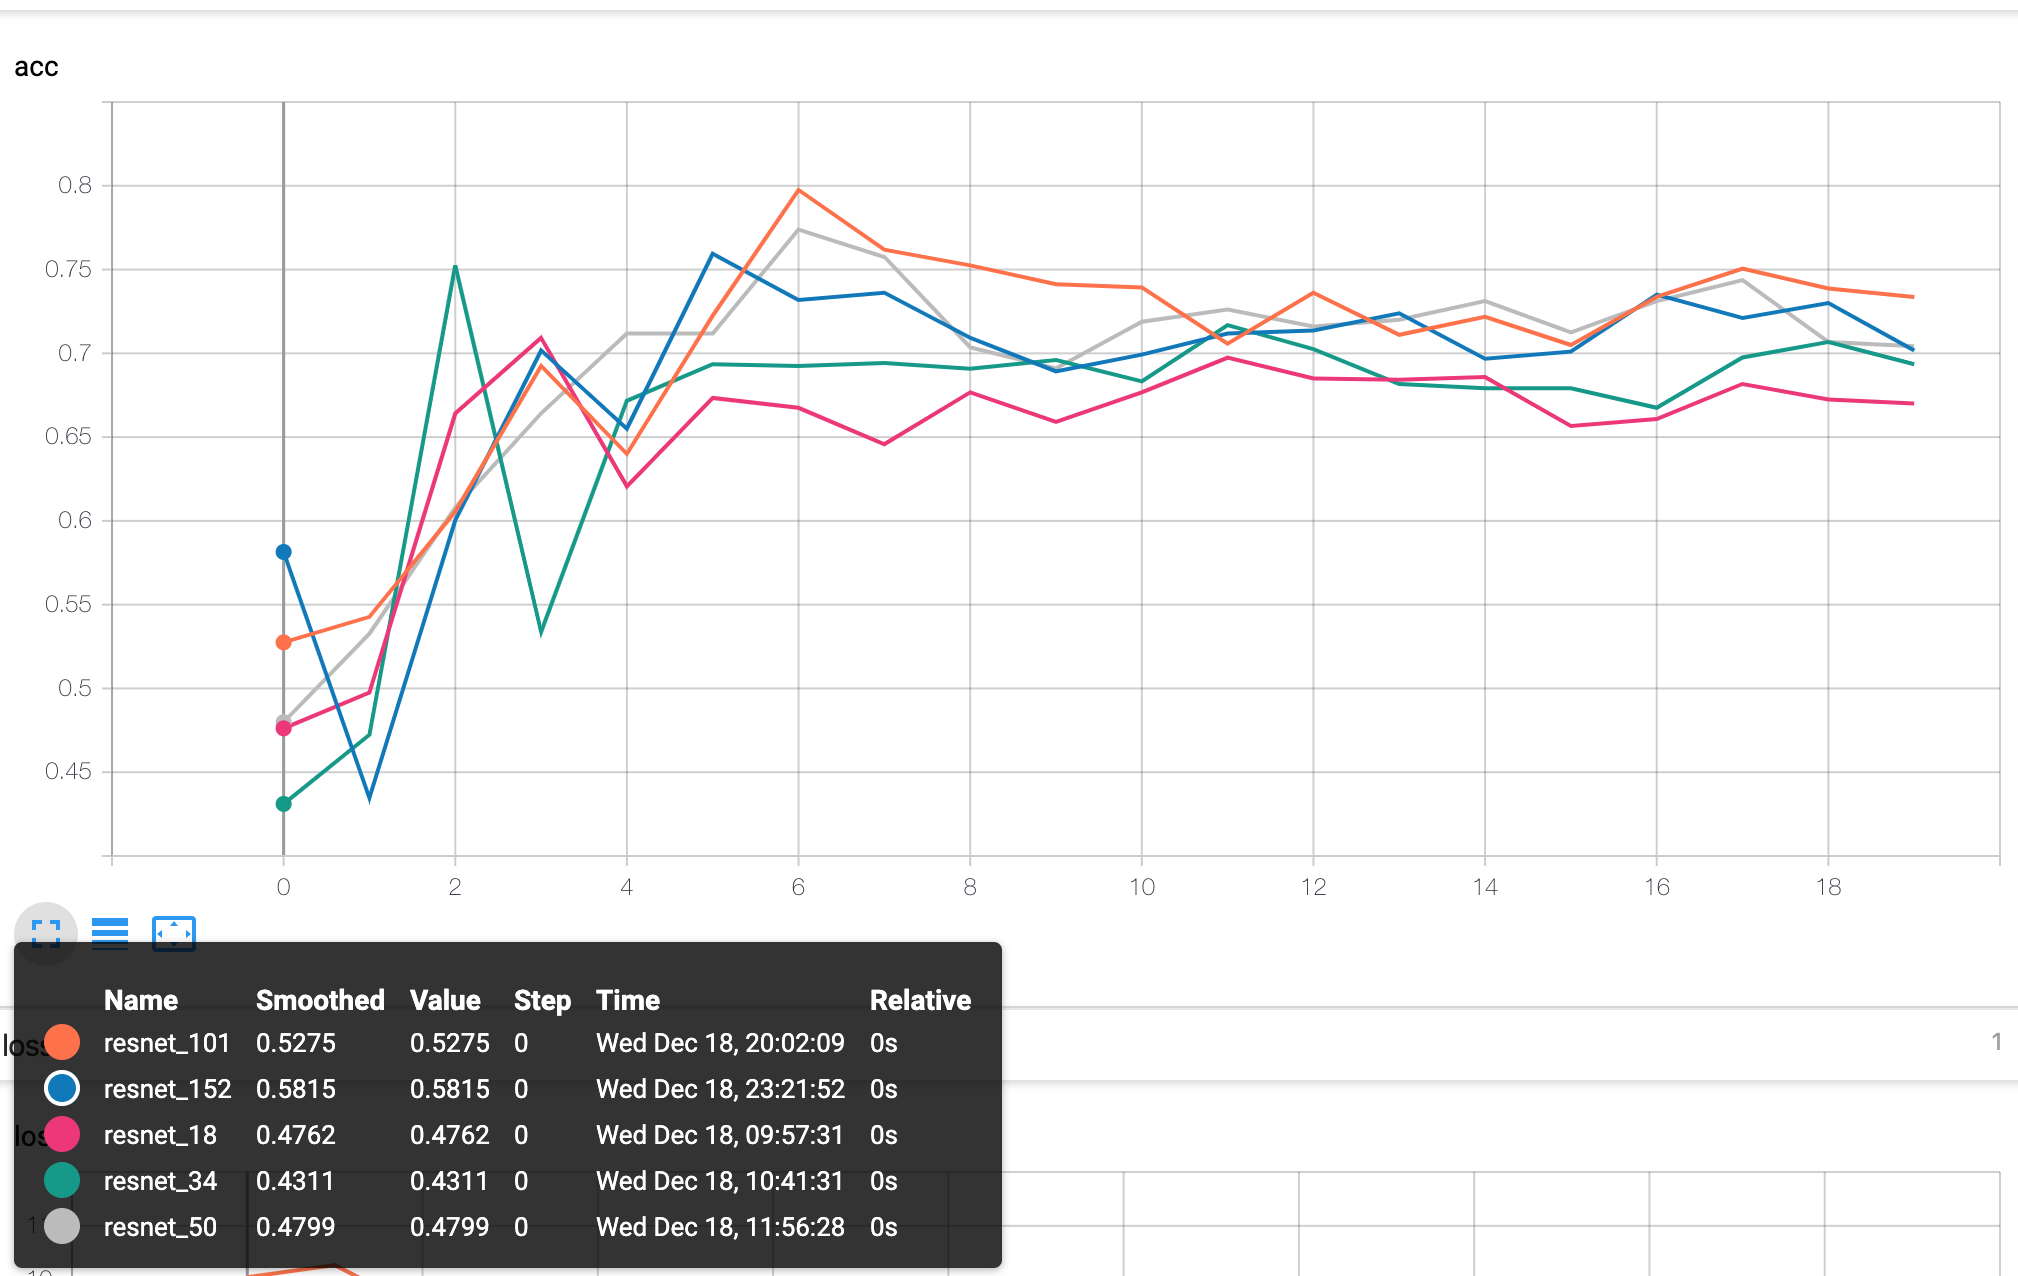 acc
0.8
0.75
0.7
0.65
0.6
0.55
0.5
0.45
0 2 4 6 8 10 12 14 16 18
Name Smoothed Value Step Time Relative
resnet_101 0.5275 0.5275 0 Wed Dec 18, 20:02:09 0s
resnet_152 0.5815 0.5815 0 Wed Dec 18, 23:21:52 0s
resnet_18 0.4762 0.4762 0 Wed Dec 18, 09:57:31 0s
resnet_34 0.4311 0.4311 0 Wed Dec 18, 10:41:31 0s
resnet_50 0.4799 0.4799 0 Wed Dec 18, 11:56:28 0s
1